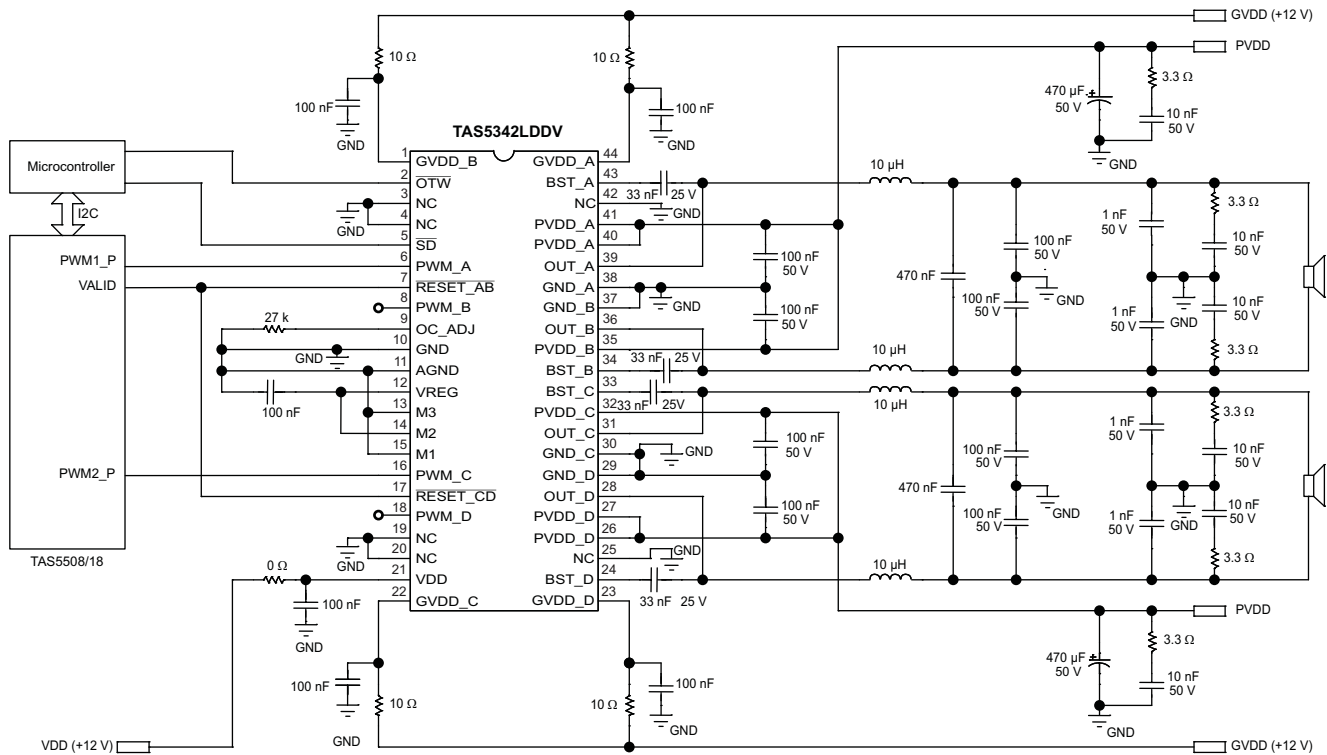 GVDD (+12 V)
10 Ω
10 Ω
PVDD
3.3 Ω
470 µF
50 V
10 nF
50 V
100 nF
GND
100 nF
GND
GND
TAS5342LDDV
Microcontroller
I2C
PWM1_P
VALID
PWM2_P
TAS5508/18
1 GVDD_B
2 OTW
3 NC
4 NC
5 SD
6 PWM_A
7 RESET_AB
8 PWM_B
9 OC_ADJ
10 GND
11 AGND
12 VREG
13 M3
14 M2
15 M1
16 PWM_C
17 RESET_CD
18 PWM_D
19 NC
20 NC
21 VDD
22 GVDD_C
GVDD_A 44
BST_A 43
NC 42
PVDD_A 41
PVDD_A 40
OUT_A 39
GND_A 38
GND_B 37
OUT_B 36
PVDD_B 35
BST_B 34
BST_C 33
PVDD_C 32
OUT_C 31
GND_C 30
GND_D 29
OUT_D 28
PVDD_D 27
PVDD_D 26
NC 25
BST_D 24
GVDD_D 23
GND
27 k
GND
100 nF
GND
0 Ω
100 nF
GND
33 nF 25 V
GND
100 nF
50 V
GND
100 nF
50 V
33 nF 25 V
33 nF 25V
100 nF
50 V
GND
100 nF
50 V
GND
33 nF 25 V
10 µH
470 nF
100 nF
50 V
GND
100 nF
50 V
1 nF
50 V
3.3 Ω
10 nF
50 V
GND
1 nF
50 V
10 nF
50 V
3.3 Ω
10 µH
10 µH
470 nF
100 nF
50 V
GND
100 nF
50 V
1 nF
50 V
3.3 Ω
10 nF
50 V
GND
1 nF
50 V
10 nF
50 V
3.3 Ω
10 µH
PVDD
3.3 Ω
470 µF
50 V
10 nF
50 V
GND
100 nF
10 Ω
GND
100 nF
10 Ω
GND
VDD (+12 V)
GVDD (+12 V)